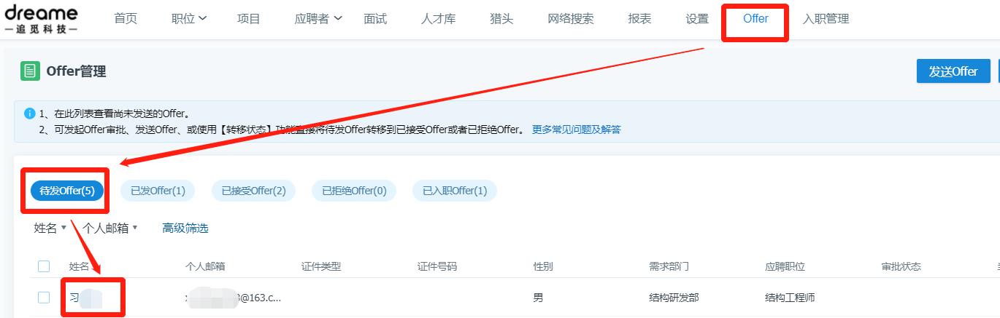 dreame
追觅科技
首页 职位 项目 应聘者 面试 人才库 猎头 网络搜索 报表 设置 Offer 入职管理
Offer管理
发送Offer
1、在此列表查看尚未发送的Offer。
2、可发起Offer审批、发送Offer、或使用【转移状态】功能直接将待发Offer转移到已接受Offer或者已拒绝Offer。 更多常见问题及解答
待发Offer(5) 已发Offer(1) 已接受Offer(2) 已拒绝Offer(0) 已入职Offer(1)
姓名 个人邮箱 高级筛选
姓名 个人邮箱 证件类型 证件号码 性别 需求部门 应聘职位 审批状态
习 @163.c... 男 结构研发部 结构工程师